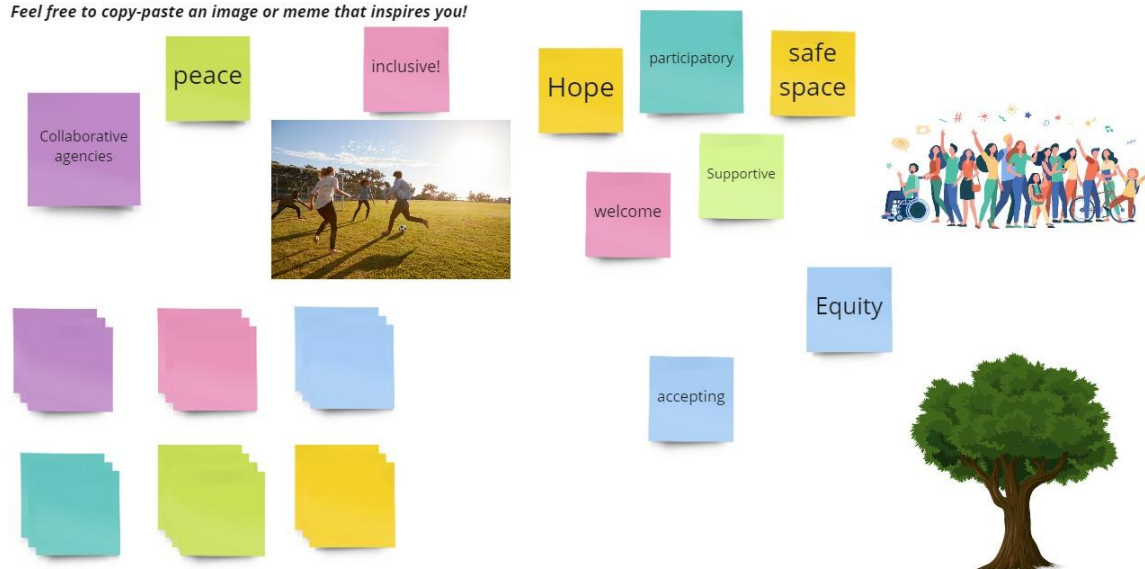 Feel free to copy-paste an image or meme that inspires you!
peace
inclusive!
Collaborative
agencies
Hope
participatory
safe
space
Supportive
welcome
Equity
accepting